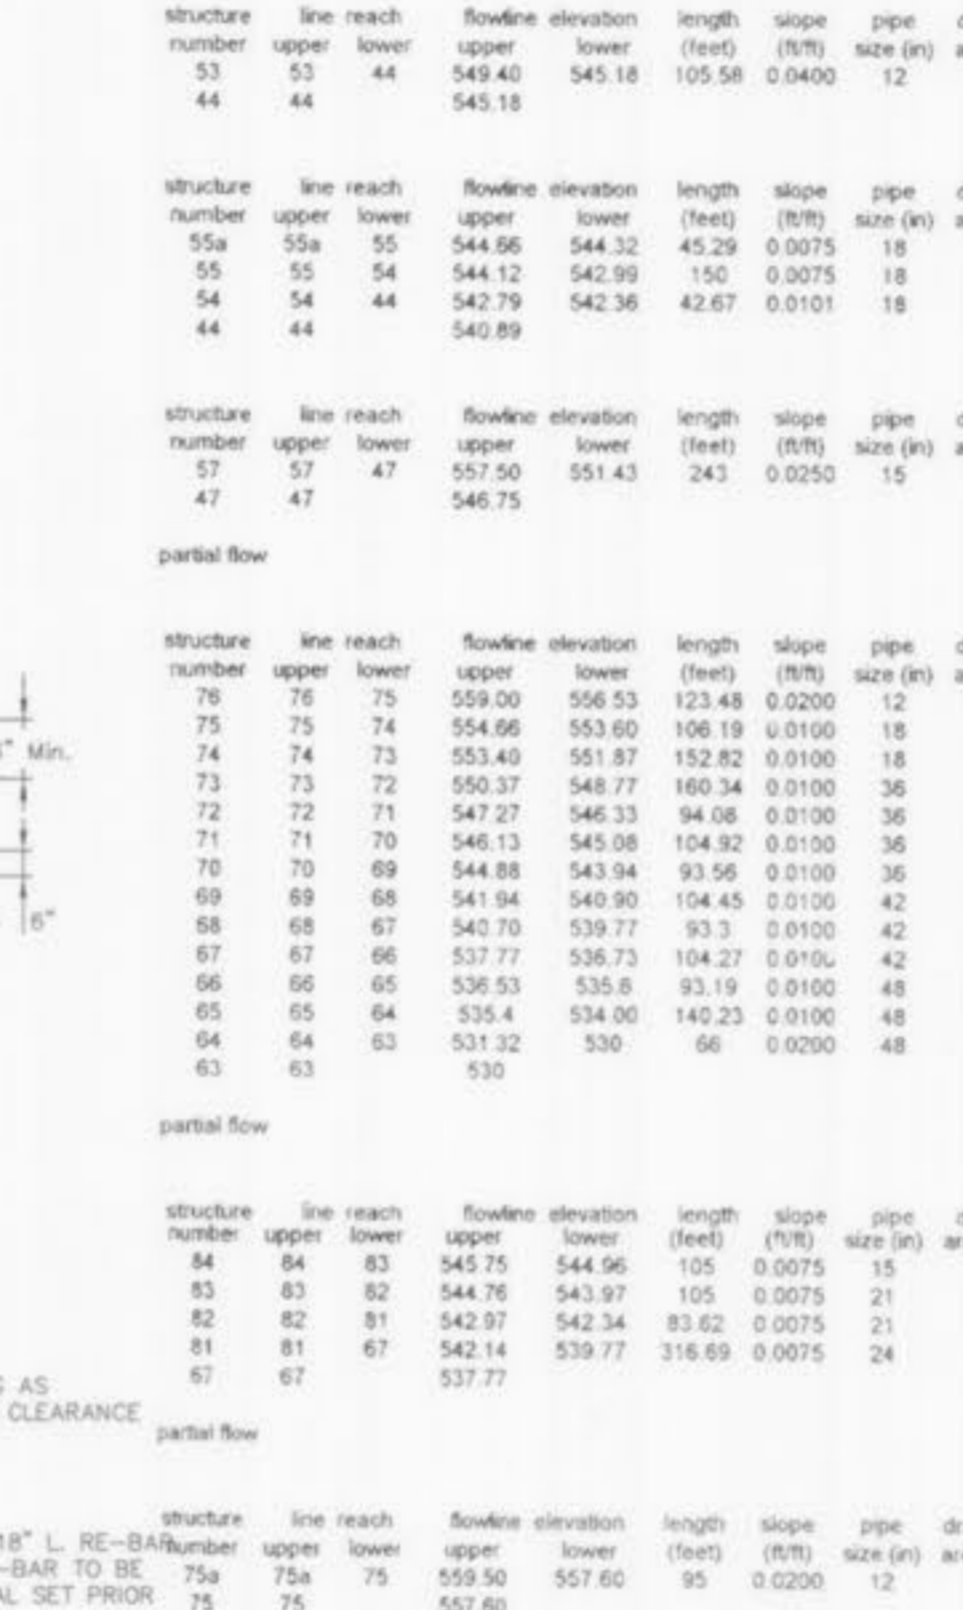 structure line reach flowline elevation length slope pipe
number upper lower upper lower (feet) (ft/ft) size (in)
53 53 44 549.40 545.18 105.58 0.0400 12
44 44 545.18
structure line reach flowline elevation length slope pipe
number upper lower upper lower (feet) (ft/ft) size (in)
55a 55a 55 544.66 544.32 45.29 0.0075 18
55 55 54 544.12 542.99 150 0.0075 18
54 54 44 542.79 542.36 42.67 0.0101 18
44 44 540.89
structure line reach flowline elevation length slope pipe
number upper lower upper lower (feet) (ft/ft) size (in)
57 57 47 557.50 551.43 243 0.0250 15
47 47 546.75
partial flow
structure line reach flowline elevation length slope pipe
number upper lower upper lower (feet) (ft/ft) size (in)
76 76 75 559.00 556.53 123.48 0.0200 12
75 75 74 554.66 553.60 106.19 0.0100 18
74 74 73 553.40 551.87 152.82 0.0100 18
73 73 72 550.37 548.77 160.34 0.0100 36
72 72 71 547.27 546.33 94.08 0.0100 36
71 71 70 546.13 545.08 104.92 0.0100 36
70 70 69 544.88 543.94 93.56 0.0100 36
69 69 68 541.94 540.90 104.45 0.0100 42
68 68 67 540.70 539.77 93.3 0.0100 42
67 67 66 537.77 536.73 104.27 0.0100 42
66 66 65 536.53 535.6 93.19 0.0100 48
65 65 64 535.4 534.00 140.23 0.0100 48
64 64 63 531.32 530 66 0.0200 48
63 63 530
partial flow
structure line reach flowline elevation length slope pipe
number upper lower upper lower (feet) (ft/ft) size (in)
84 84 83 545.75 544.96 105 0.0075 15
83 83 82 544.76 543.97 105 0.0075 21
82 82 81 542.97 542.34 83.62 0.0075 21
81 81 67 542.14 539.77 316.69 0.0075 24
67 67 537.77
partial flow
structure line reach flowline elevation length slope pipe
number upper lower upper lower (feet) (ft/ft) size (in)
75a 75a 75 559.50 557.60 95 0.0200 12
75 75 557.60
" Min.
6"
AS
CLEARANCE
18" L. RE-BAR
-BAR TO BE
SET PRIOR